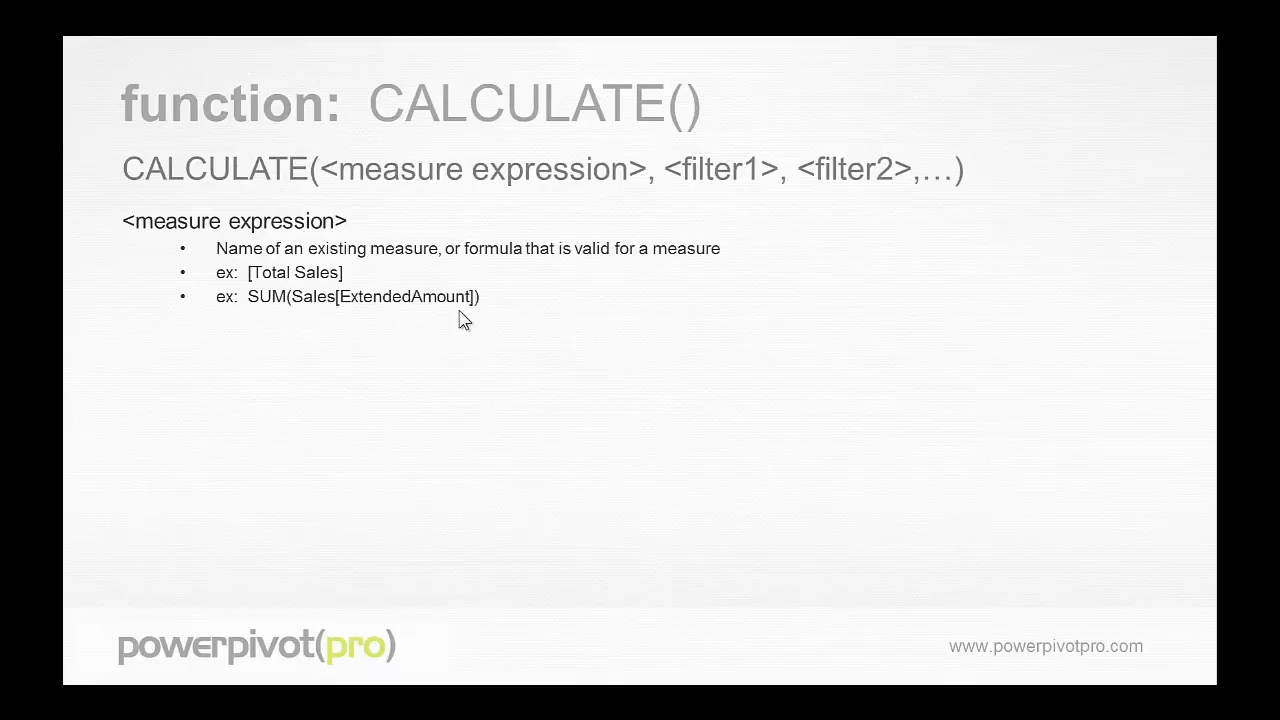 function: CALCULATE()
CALCULATE(<measure expression>, <filter1>, <filter2>,…)
<measure expression>
• Name of an existing measure, or formula that is valid for a measure
• ex: [Total Sales]
• ex: SUM(Sales[ExtendedAmount])
powerpivot(pro)
www.powerpivotpro.com